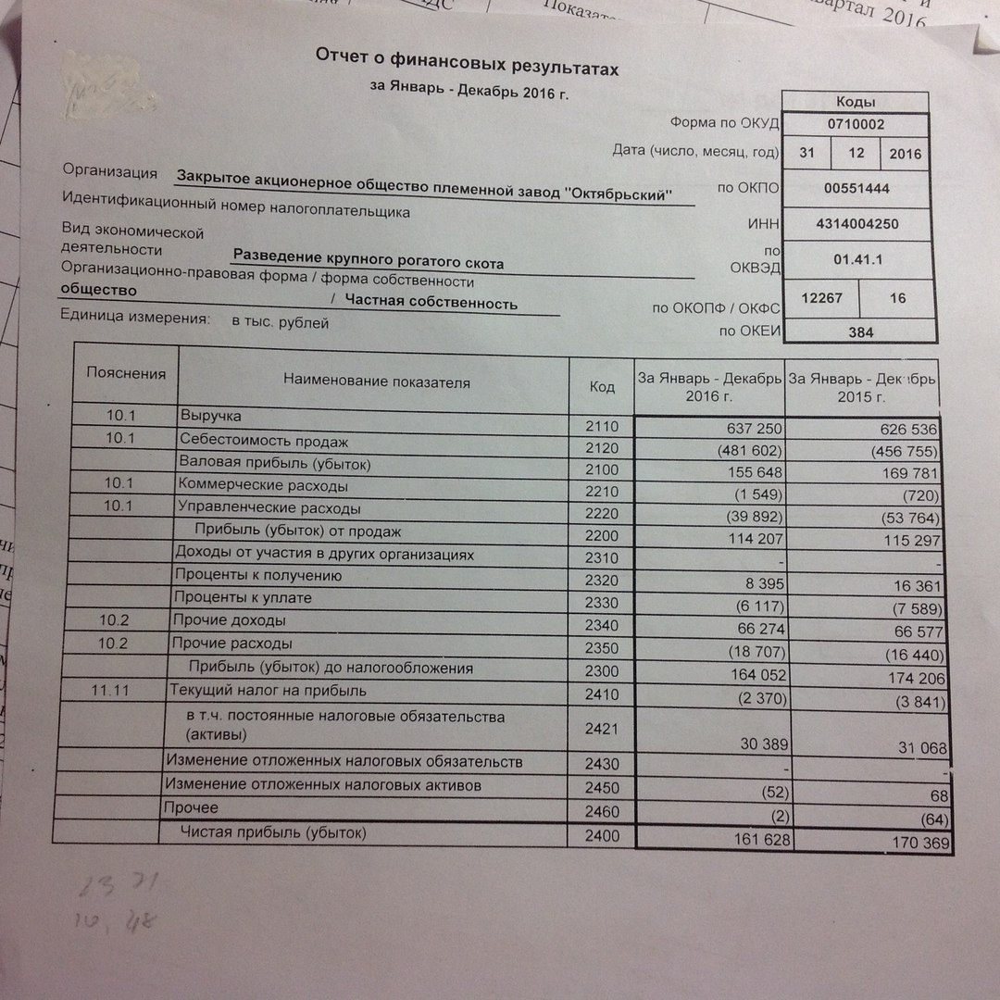 Показат
вартал 2016
Отчет о финансовых результатах
за Январь - Декабрь 2016 г.
Коды
Форма по ОКУД 0710002
Дата (число, месяц, год) 31 12 2016
Организация Закрытое акционерное общество племенной завод "Октябрьский" по ОКПО 00551444
Идентификационный номер налогоплательщика ИНН 4314004250
Вид экономической
деятельности Разведение крупного рогатого скота по ОКВЭД 01.41.1
Организационно-правовая форма / форма собственности
общество / Частная собственность по ОКОПФ / ОКФС 12267 16
Единица измерения: в тыс. рублей по ОКЕИ 384
Пояснения Наименование показателя Код За Январь - Декабрь 2016 г. За Январь - Декабрь 2015 г.
10.1 Выручка 2110 637 250 626 536
10.1 Себестоимость продаж 2120 (481 602) (456 755)
Валовая прибыль (убыток) 2100 155 648 169 781
10.1 Коммерческие расходы 2210 (1 549) (720)
10.1 Управленческие расходы 2220 (39 892) (53 764)
Прибыль (убыток) от продаж 2200 114 207 115 297
Доходы от участия в других организациях 2310 - -
Проценты к получению 2320 8 395 16 361
Проценты к уплате 2330 (6 117) (7 589)
10.2 Прочие доходы 2340 66 274 66 577
10.2 Прочие расходы 2350 (18 707) (16 440)
Прибыль (убыток) до налогообложения 2300 164 052 174 206
11.11 Текущий налог на прибыль 2410 (2 370) (3 841)
в т.ч. постоянные налоговые обязательства
(активы) 2421 30 389 31 068
Изменение отложенных налоговых обязательств 2430 - -
Изменение отложенных налоговых активов 2450 (52) 68
Прочее 2460 (2) (64)
Чистая прибыль (убыток) 2400 161 628 170 369